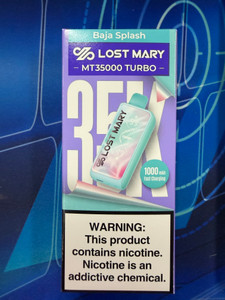 Baja Splash
LOST MARY
MT35000 TURBO
35K
LOST MARY
1000 mAh
fast charging
WARNING:
This product
contains nicotine.
Nicotine is an
addictive chemical.